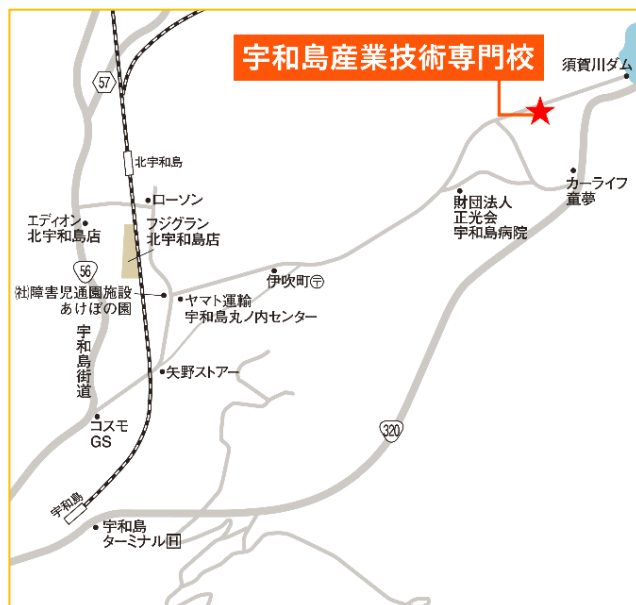 宇和島産業技術専門校
須賀川ダム
57
北宇和島
カーライフ
童夢
ローソン
財団法人
正光会
宇和島病院
エディオン
北宇和島店
フジグラン
北宇和島店
56
伊吹町〶
㈳障害児通園施設
あけぼの園
ヤマト運輸
宇和島丸ノ内センター
宇和島街道
矢野ストアー
コスモ
GS
320
宇和島
宇和島
ターミナルH